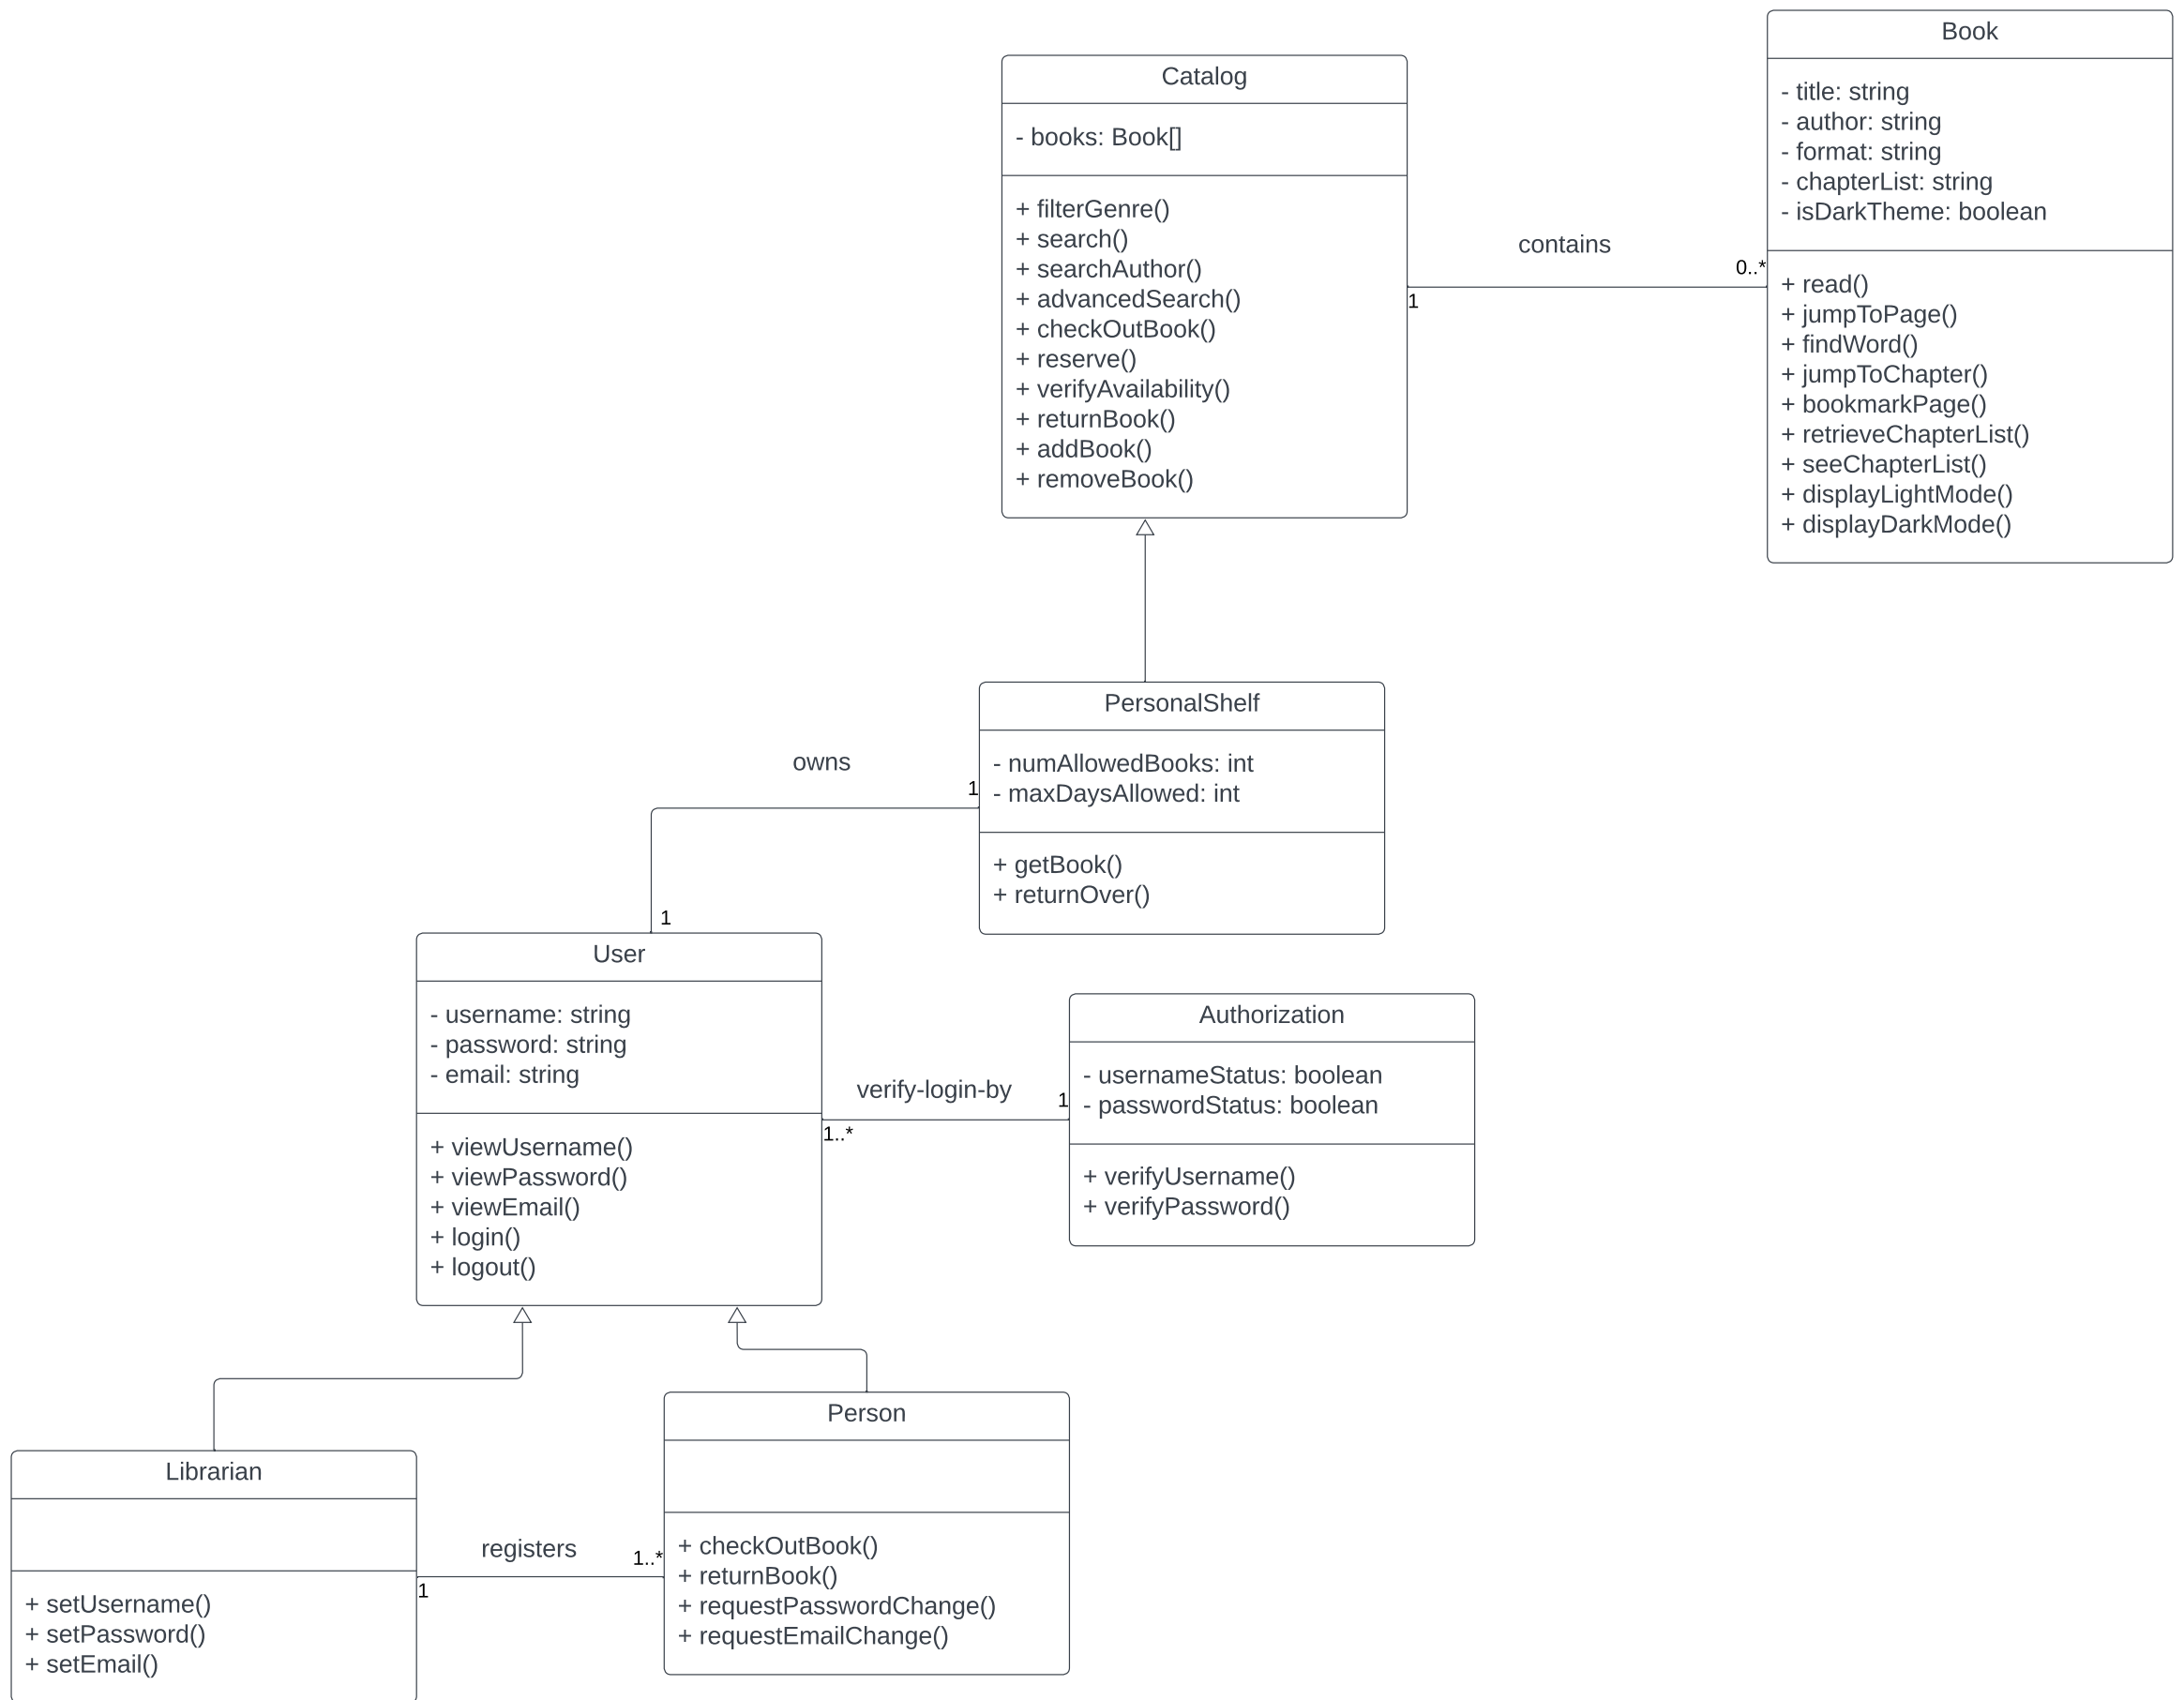 Book
- title: string
- author: string
- format: string
- chapterList: string
- isDarkTheme: boolean
+ read()
+ jumpToPage()
+ findWord()
+ jumpToChapter()
+ bookmarkPage()
+ retrieveChapterList()
+ seeChapterList()
+ displayLightMode()
+ displayDarkMode()
Catalog
- books: Book[]
+ filterGenre()
+ search()
+ searchAuthor()
+ advancedSearch()
+ checkOutBook()
+ reserve()
+ verifyAvailability()
+ returnBook()
+ addBook()
+ removeBook()
contains
0..*
1
PersonalShelf
- numAllowedBooks: int
- maxDaysAllowed: int
+ getBook()
+ returnOver()
owns
1
1
User
- username: string
- password: string
- email: string
+ viewUsername()
+ viewPassword()
+ viewEmail()
+ login()
+ logout()
verify-login-by
1
1..*
Authorization
- usernameStatus: boolean
- passwordStatus: boolean
+ verifyUsername()
+ verifyPassword()
Person
+ checkOutBook()
+ returnBook()
+ requestPasswordChange()
+ requestEmailChange()
Librarian
+ setUsername()
+ setPassword()
+ setEmail()
registers
1..*
1